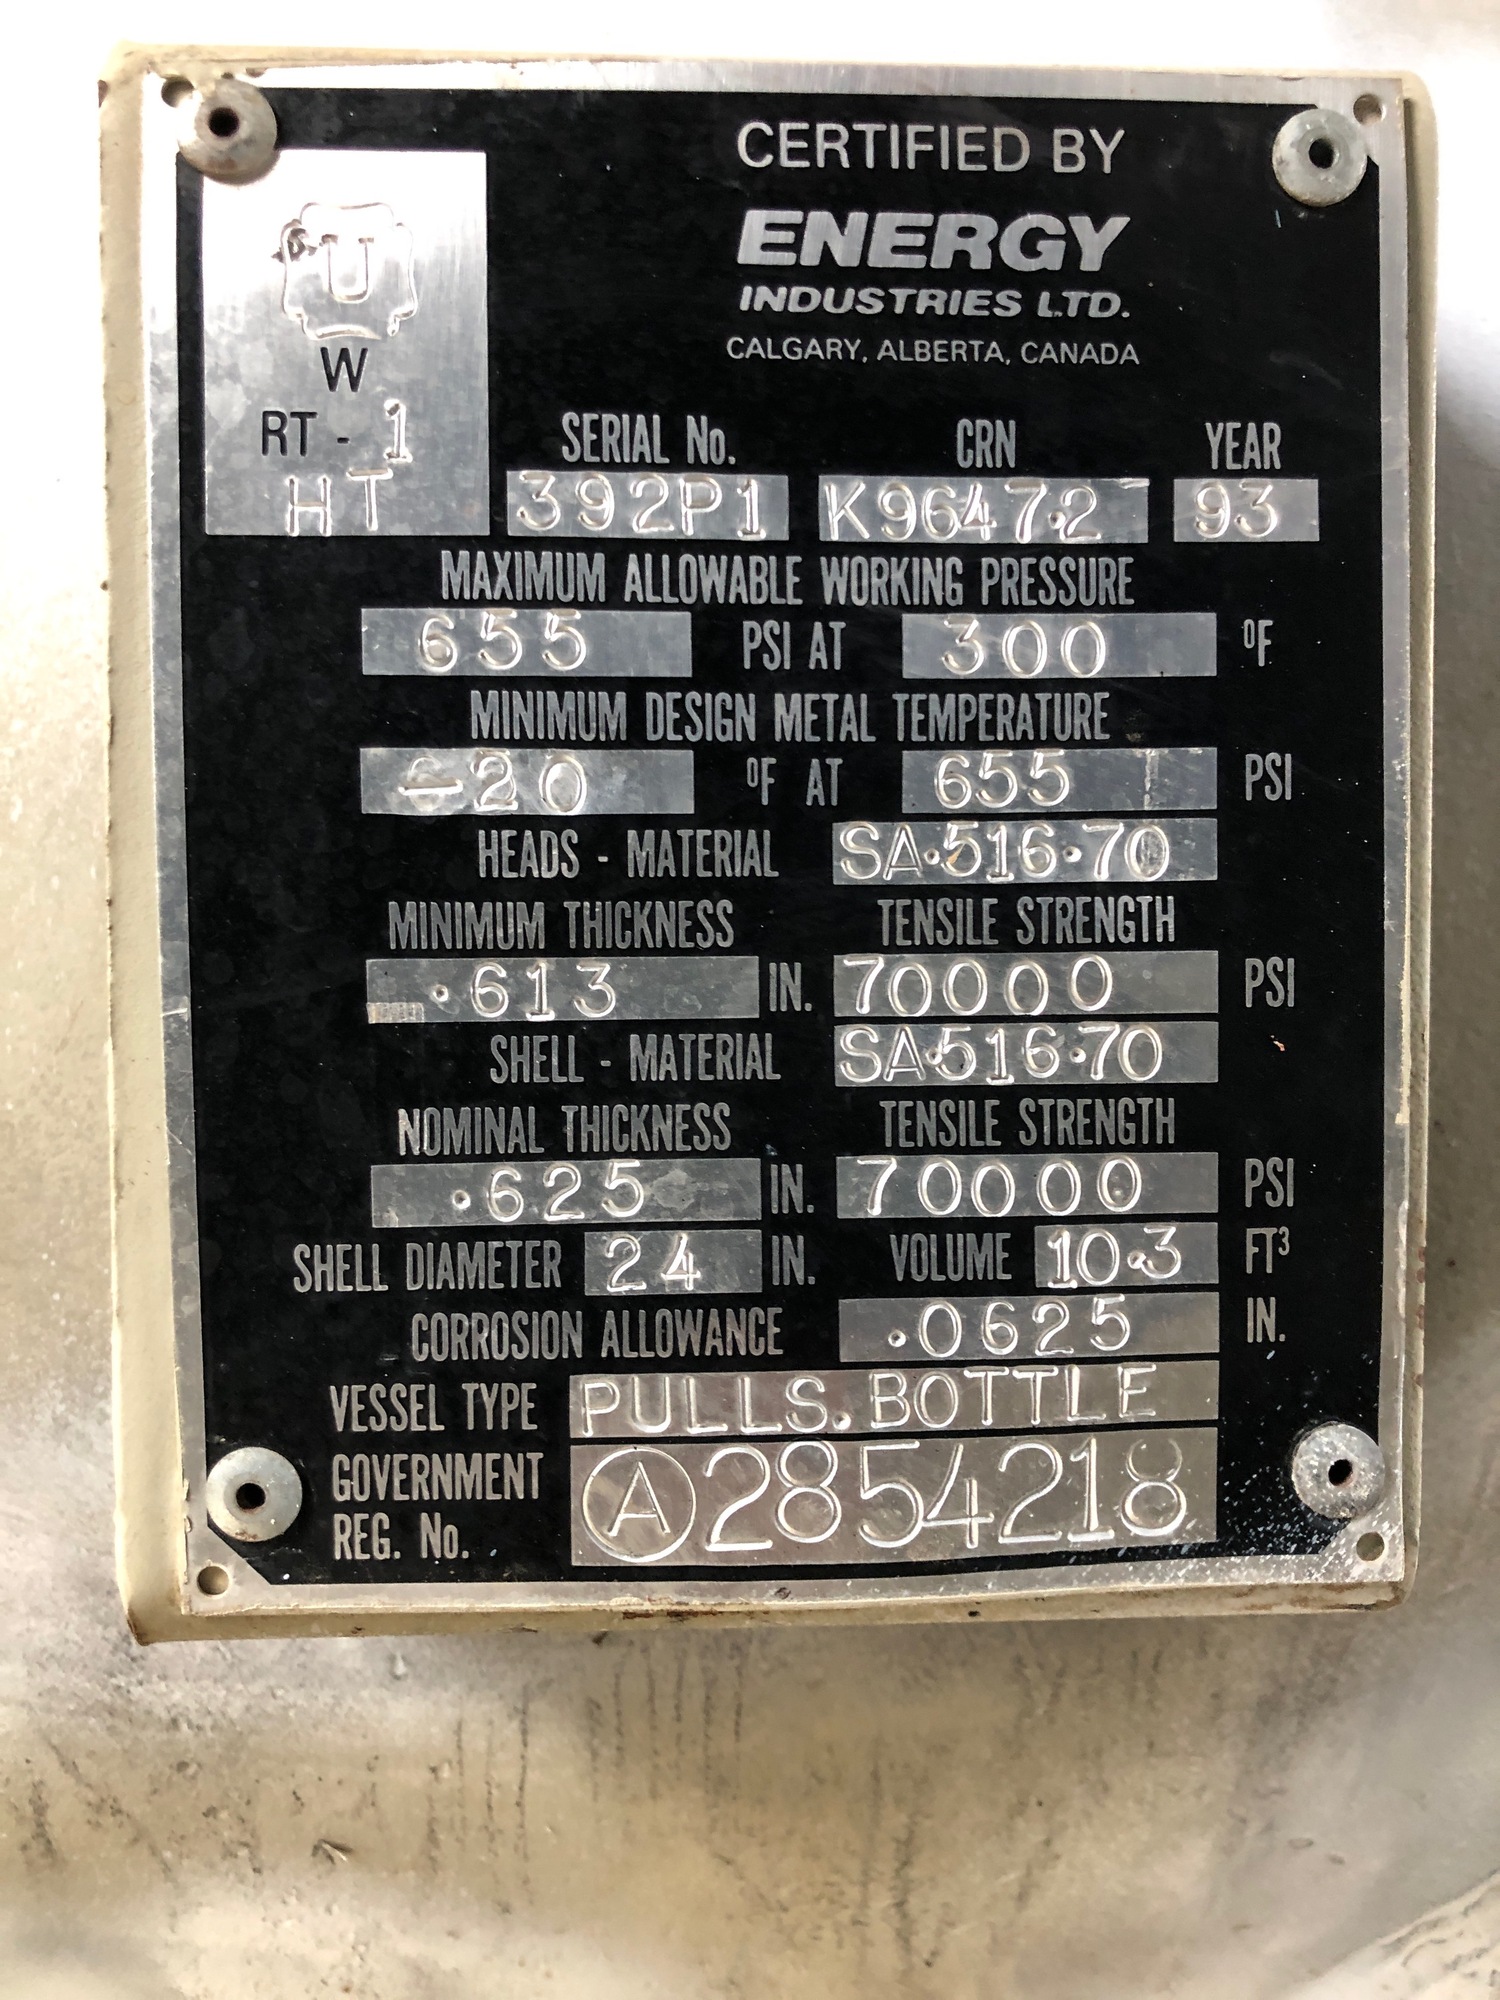 CERTIFIED BY
ENERGY
INDUSTRIES LTD.
CALGARY, ALBERTA, CANADA
U
W
RT - 1
HT
SERIAL No. CRN YEAR
392P1 K9647.2 93
MAXIMUM ALLOWABLE WORKING PRESSURE
655 PSI AT 300 °F
MINIMUM DESIGN METAL TEMPERATURE
-20 °F AT 655 PSI
HEADS - MATERIAL SA·516·70
MINIMUM THICKNESS TENSILE STRENGTH
.613 IN. 70000 PSI
SHELL - MATERIAL SA·516·70
NOMINAL THICKNESS TENSILE STRENGTH
.625 IN. 70000 PSI
SHELL DIAMETER 24 IN. VOLUME 10.3 FT³
CORROSION ALLOWANCE .0625 IN.
VESSEL TYPE PULLS. BOTTLE
GOVERNMENT REG. No. Ⓐ2854218